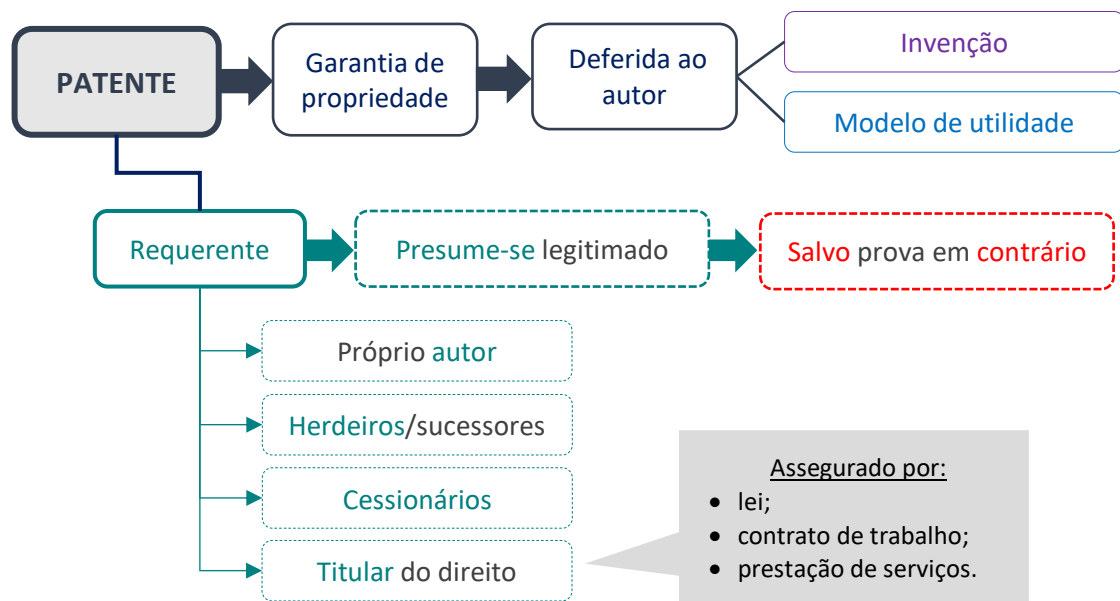 PATENTE
Garantia de
propriedade
Deferida ao
autor
Invenção
Modelo de utilidade
Requerente
Presume-se legitimado
Salvo prova em contrário
Próprio autor
Herdeiros/sucessores
Cessionários
Titular do direito
Assegurado por:
• lei;
• contrato de trabalho;
• prestação de serviços.